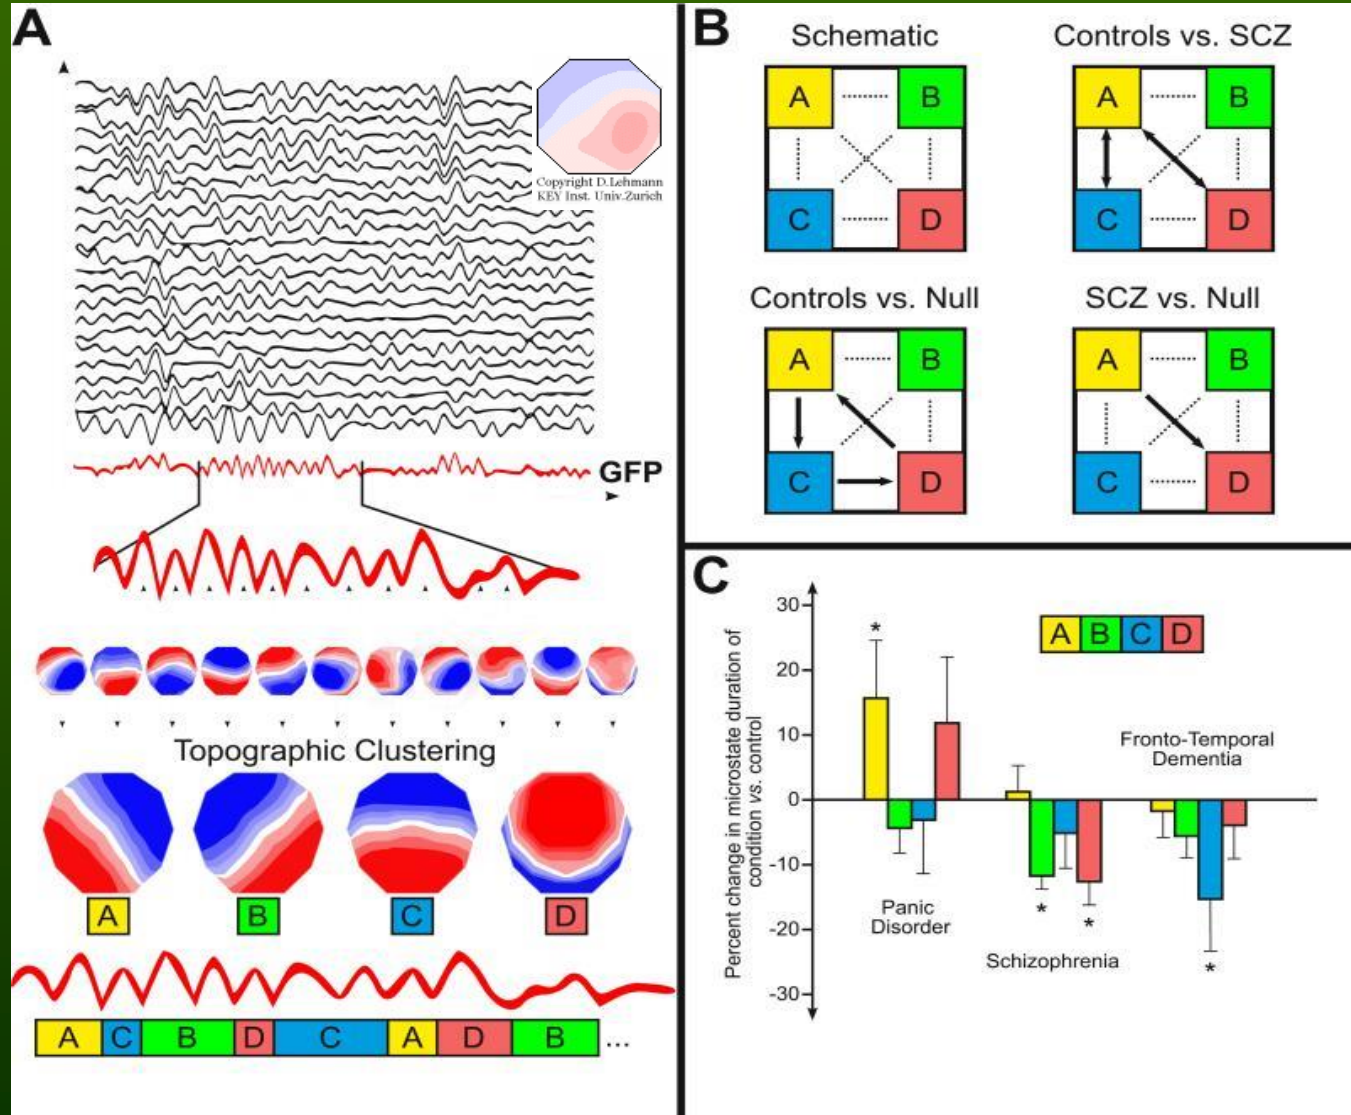 A
Copyright D.Lehmann
KEY Inst. Univ.Zurich
GFP
Topographic Clustering
A B C D
A C B D C A D B ...
B
Schematic
A B
C D
Controls vs. SCZ
A B
C D
Controls vs. Null
A B
C D
SCZ vs. Null
A B
C D
C
Percent change in microstate duration of
condition vs. control
30
20
10
0
-10
-20
-30
A B C D
*
Panic
Disorder
* *
Schizophrenia
Fronto-Temporal
Dementia
*